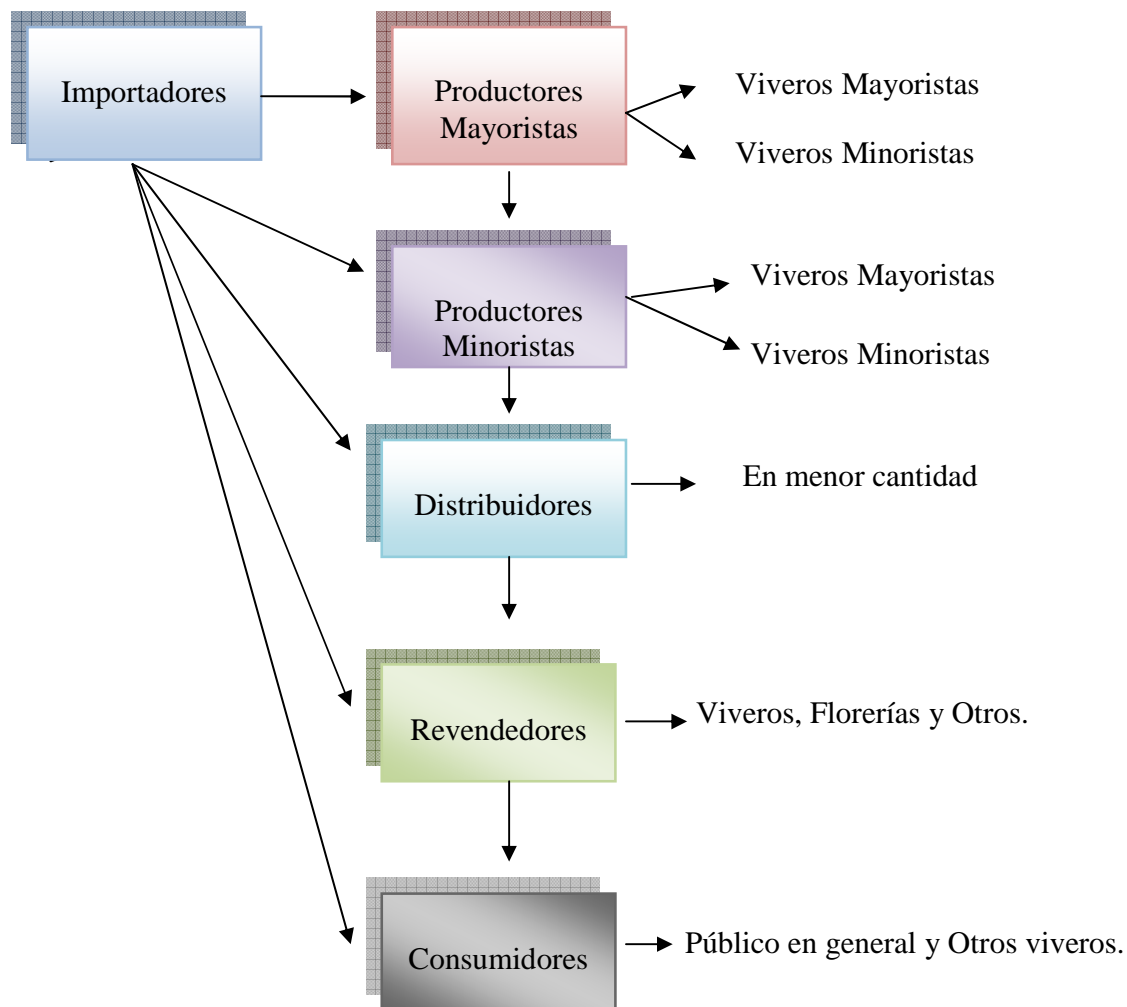 Importadores
Productores
Mayoristas
Viveros Mayoristas
Viveros Minoristas
Productores
Minoristas
Viveros Mayoristas
Viveros Minoristas
Distribuidores
En menor cantidad
Revendedores
Viveros, Florerías y Otros.
Consumidores
Público en general y Otros viveros.